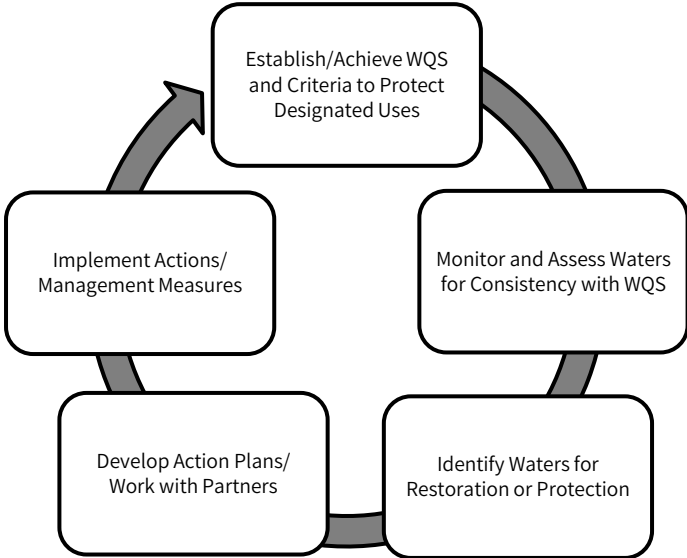 Establish/Achieve WQS
and Criteria to Protect
Designated Uses
Monitor and Assess Waters
for Consistency with WQS
Identify Waters for
Restoration or Protection
Develop Action Plans/
Work with Partners
Implement Actions/
Management Measures